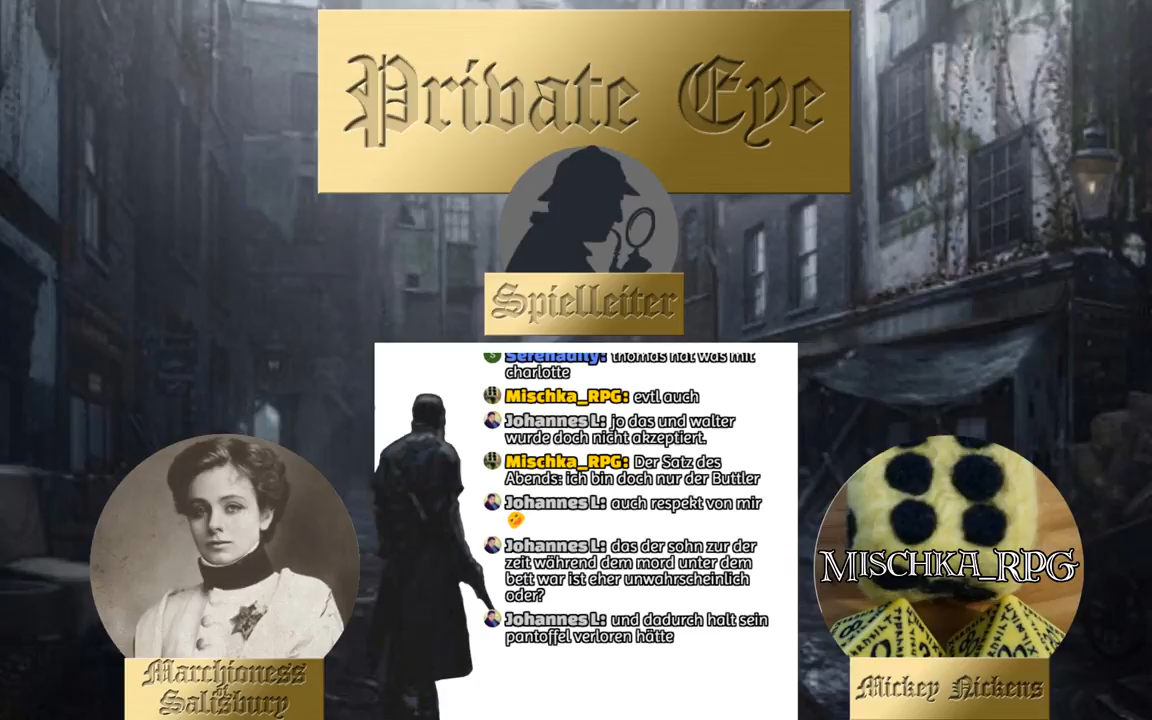 Private Eye
Spielleiter
Serenadity: thomas hat was mit
charlotte
Mischka_RPG: evtl auch
Johannes L: jo das und walter
wurde doch nicht akzeptiert.
Mischka_RPG: Der Satz des
Abends: ich bin doch nur der Buttler
Johannes L: auch respekt von mir
Johannes L: das der sohn zur der
zeit während dem mord unter dem
bett war ist eher unwahrscheinlich
oder?
Johannes L: und dadurch halt sein
pantoffel verloren hätte
Marchioness
of
Salisbury
MISCHKA_RPG
Mickey Nickens